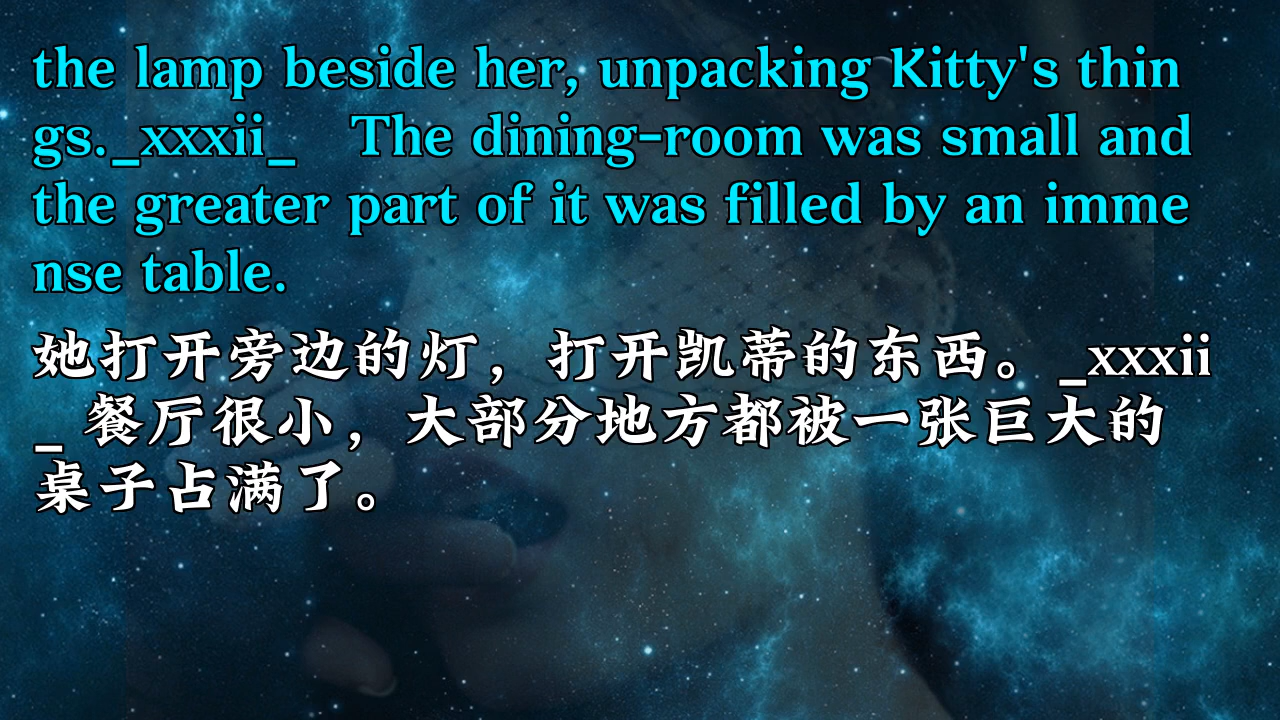 the lamp beside her, unpacking Kitty's thin
gs._xxxii_   The dining-room was small and
the greater part of it was filled by an imme
nse table.
她打开旁边的灯，打开凯蒂的东西。_xxxii
_ 餐厅很小，大部分地方都被一张巨大的
桌子占满了。